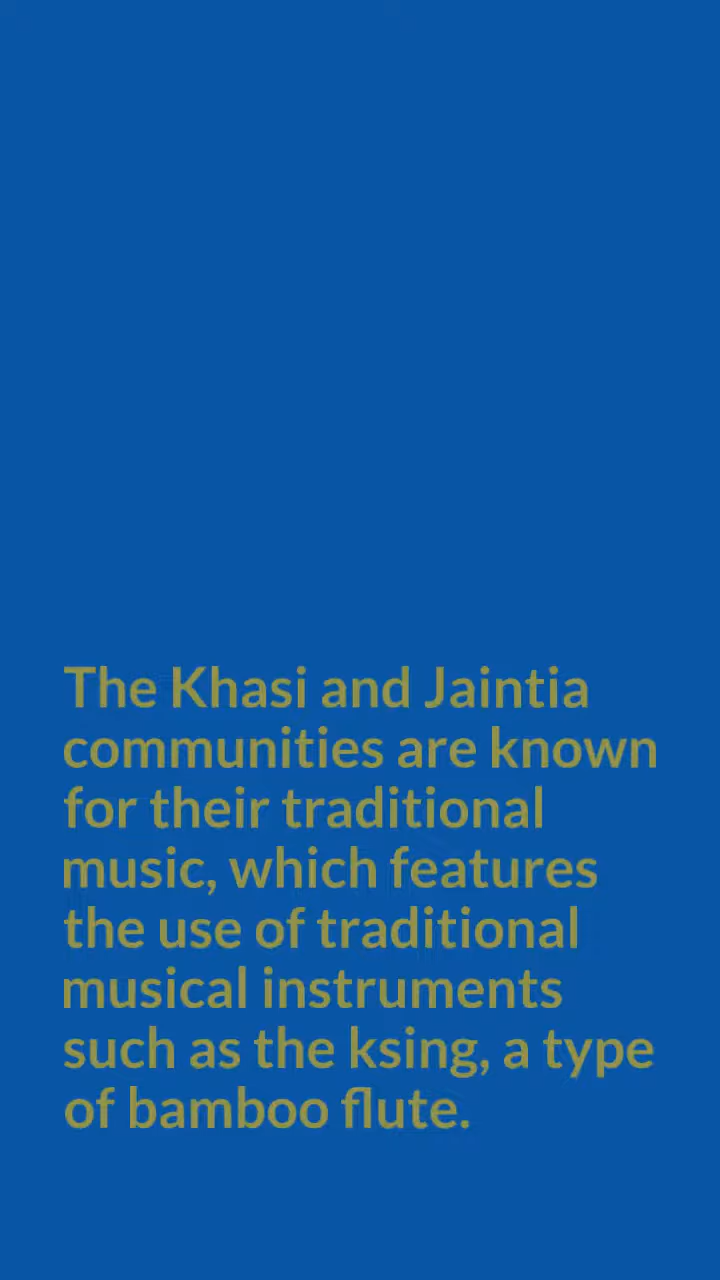 The Khasi and Jaintia
communities are known
for their traditional
music, which features
the use of traditional
musical instruments
such as the ksing, a type
of bamboo flute.